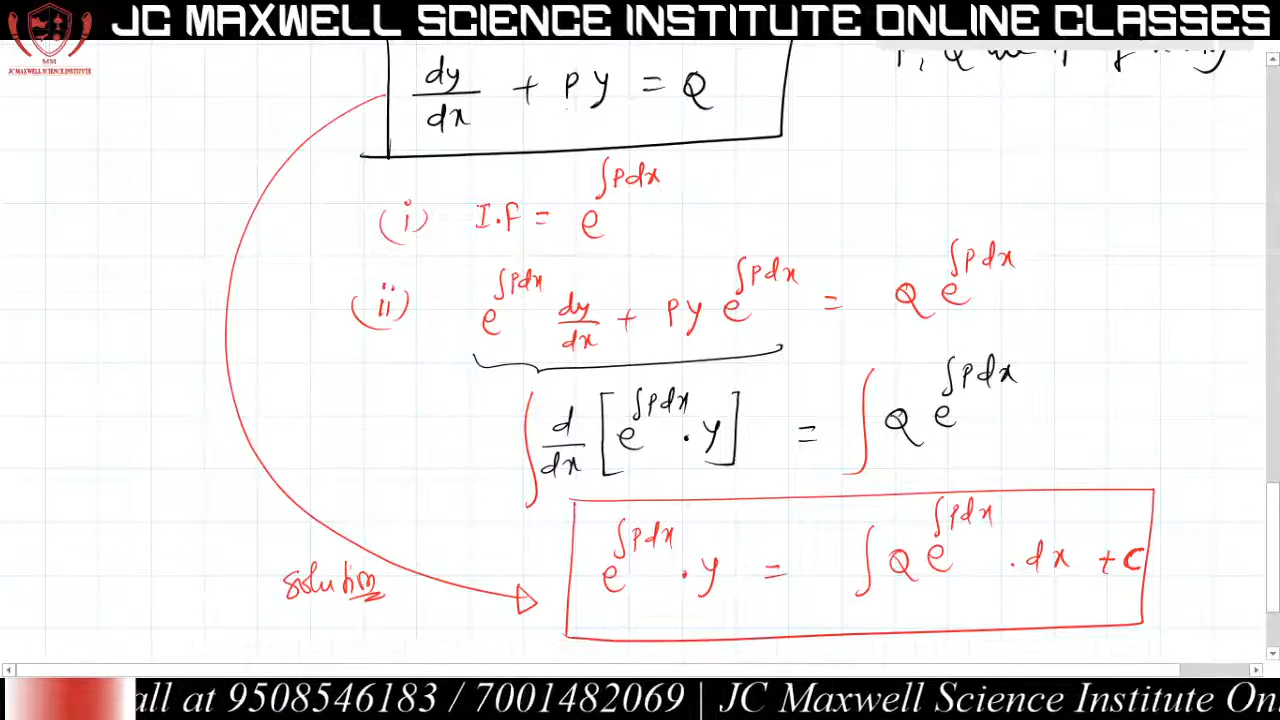 JC MAXWELL SCIENCE INSTITUTE ONLINE CLASSES
MSI
JC MAXWELL SCIENCE INSTITUTE
P, Q
dy/dx + Py = Q
(i) I.F = e^∫Pdx
(ii) e^∫Pdx dy/dx + Py e^∫Pdx = Q e^∫Pdx
∫ d/dx [e^∫Pdx · y] = ∫ Q e^∫Pdx
e^∫Pdx · y = ∫ Q e^∫Pdx · dx + C
solution
all at 9508546183 / 7001482069 | JC Maxwell Science Institute On